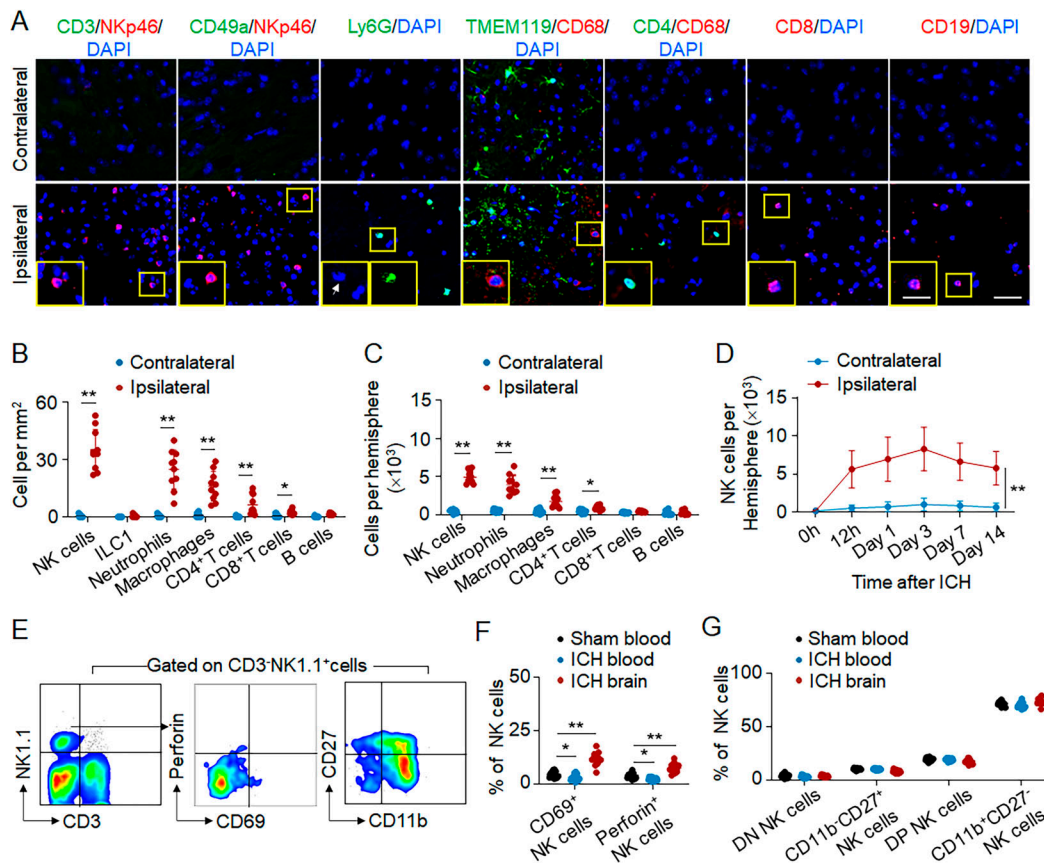 A
CD3/NKp46/
DAPI
CD49a/NKp46/
DAPI
Ly6G/DAPI
TMEM119/CD68/
DAPI
CD4/CD68/
DAPI
CD8/DAPI
CD19/DAPI
Contralateral
Ipsilateral
B
Contralateral
Ipsilateral
Cell per mm²
60
30
0
**
**
**
**
*
NK cells
ILC1
Neutrophils
Macrophages
CD4⁺T cells
CD8⁺T cells
B cells
C
Contralateral
Ipsilateral
Cells per hemisphere
(×10³)
15
10
5
0
**
**
**
*
NK cells
Neutrophils
Macrophages
CD4⁺T cells
CD8⁺T cells
B cells
D
Contralateral
Ipsilateral
NK cells per
Hemisphere (×10³)
15
10
5
0
**
0h
12h
Day 1
Day 3
Day 7
Day 14
Time after ICH
E
Gated on CD3⁻NK1.1⁺cells
NK1.1
CD3
Perforin
CD69
CD27
CD11b
F
Sham blood
ICH blood
ICH brain
% of NK cells
50
25
0
*
**
*
**
CD69⁺
NK cells
Perforin⁺
NK cells
G
Sham blood
ICH blood
ICH brain
% of NK cells
100
50
0
DN NK cells
CD11b⁻CD27⁺
NK cells
DP NK cells
CD11b⁺CD27⁻
NK cells